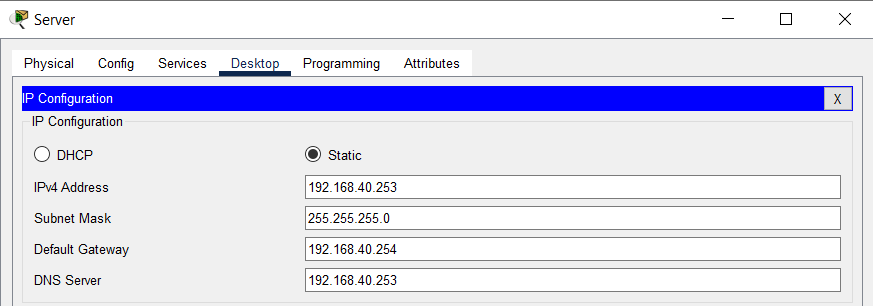 Server
Physical Config Services Desktop Programming Attributes
IP Configuration X
IP Configuration
DHCP Static
IPv4 Address 192.168.40.253
Subnet Mask 255.255.255.0
Default Gateway 192.168.40.254
DNS Server 192.168.40.253